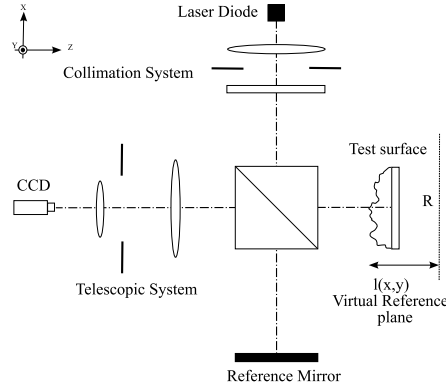 Laser Diode
X
Y
Z
Collimation System
Test surface
CCD
R
l(x,y)
Telescopic System
Virtual Reference
plane
Reference Mirror